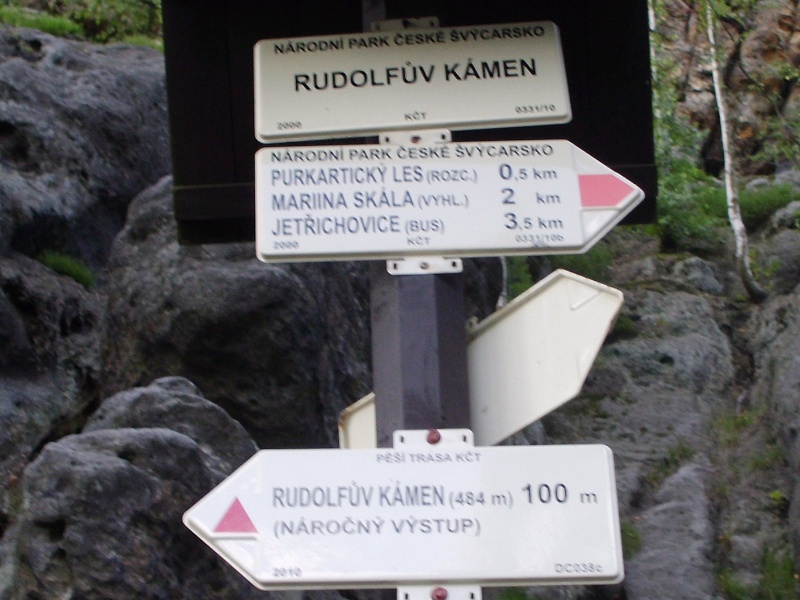 NÁRODNÍ PARK ČESKÉ ŠVÝCARSKO
RUDOLFŮV KÁMEN
2000 KČT 0331/10
NÁRODNÍ PARK ČESKÉ ŠVÝCARSKO
PURKARTICKÝ LES (ROZC.) 0,5 km
MARIINA SKÁLA (VYHL.) 2 km
JETŘICHOVICE (BUS) 3,5 km
2000 KČT 0331/10b
PĚŠÍ TRASA KČT
RUDOLFŮV KÁMEN (484 m) 100 m
(NÁROČNÝ VÝSTUP)
2010 DC038c